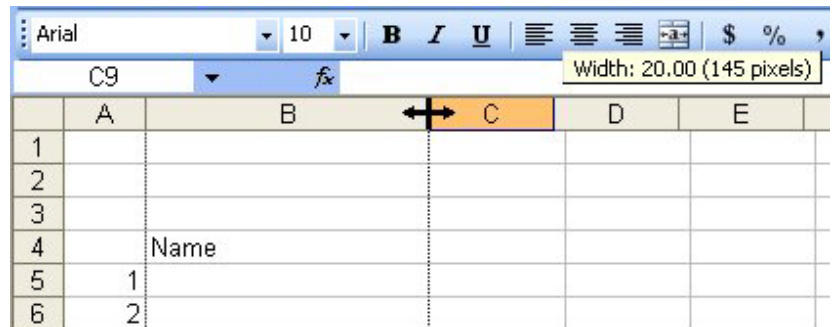 Arial 10 B I U $ % ,
C9 fx Width: 20.00 (145 pixels)
A B C D E
1
2
3
4 Name
5 1
6 2